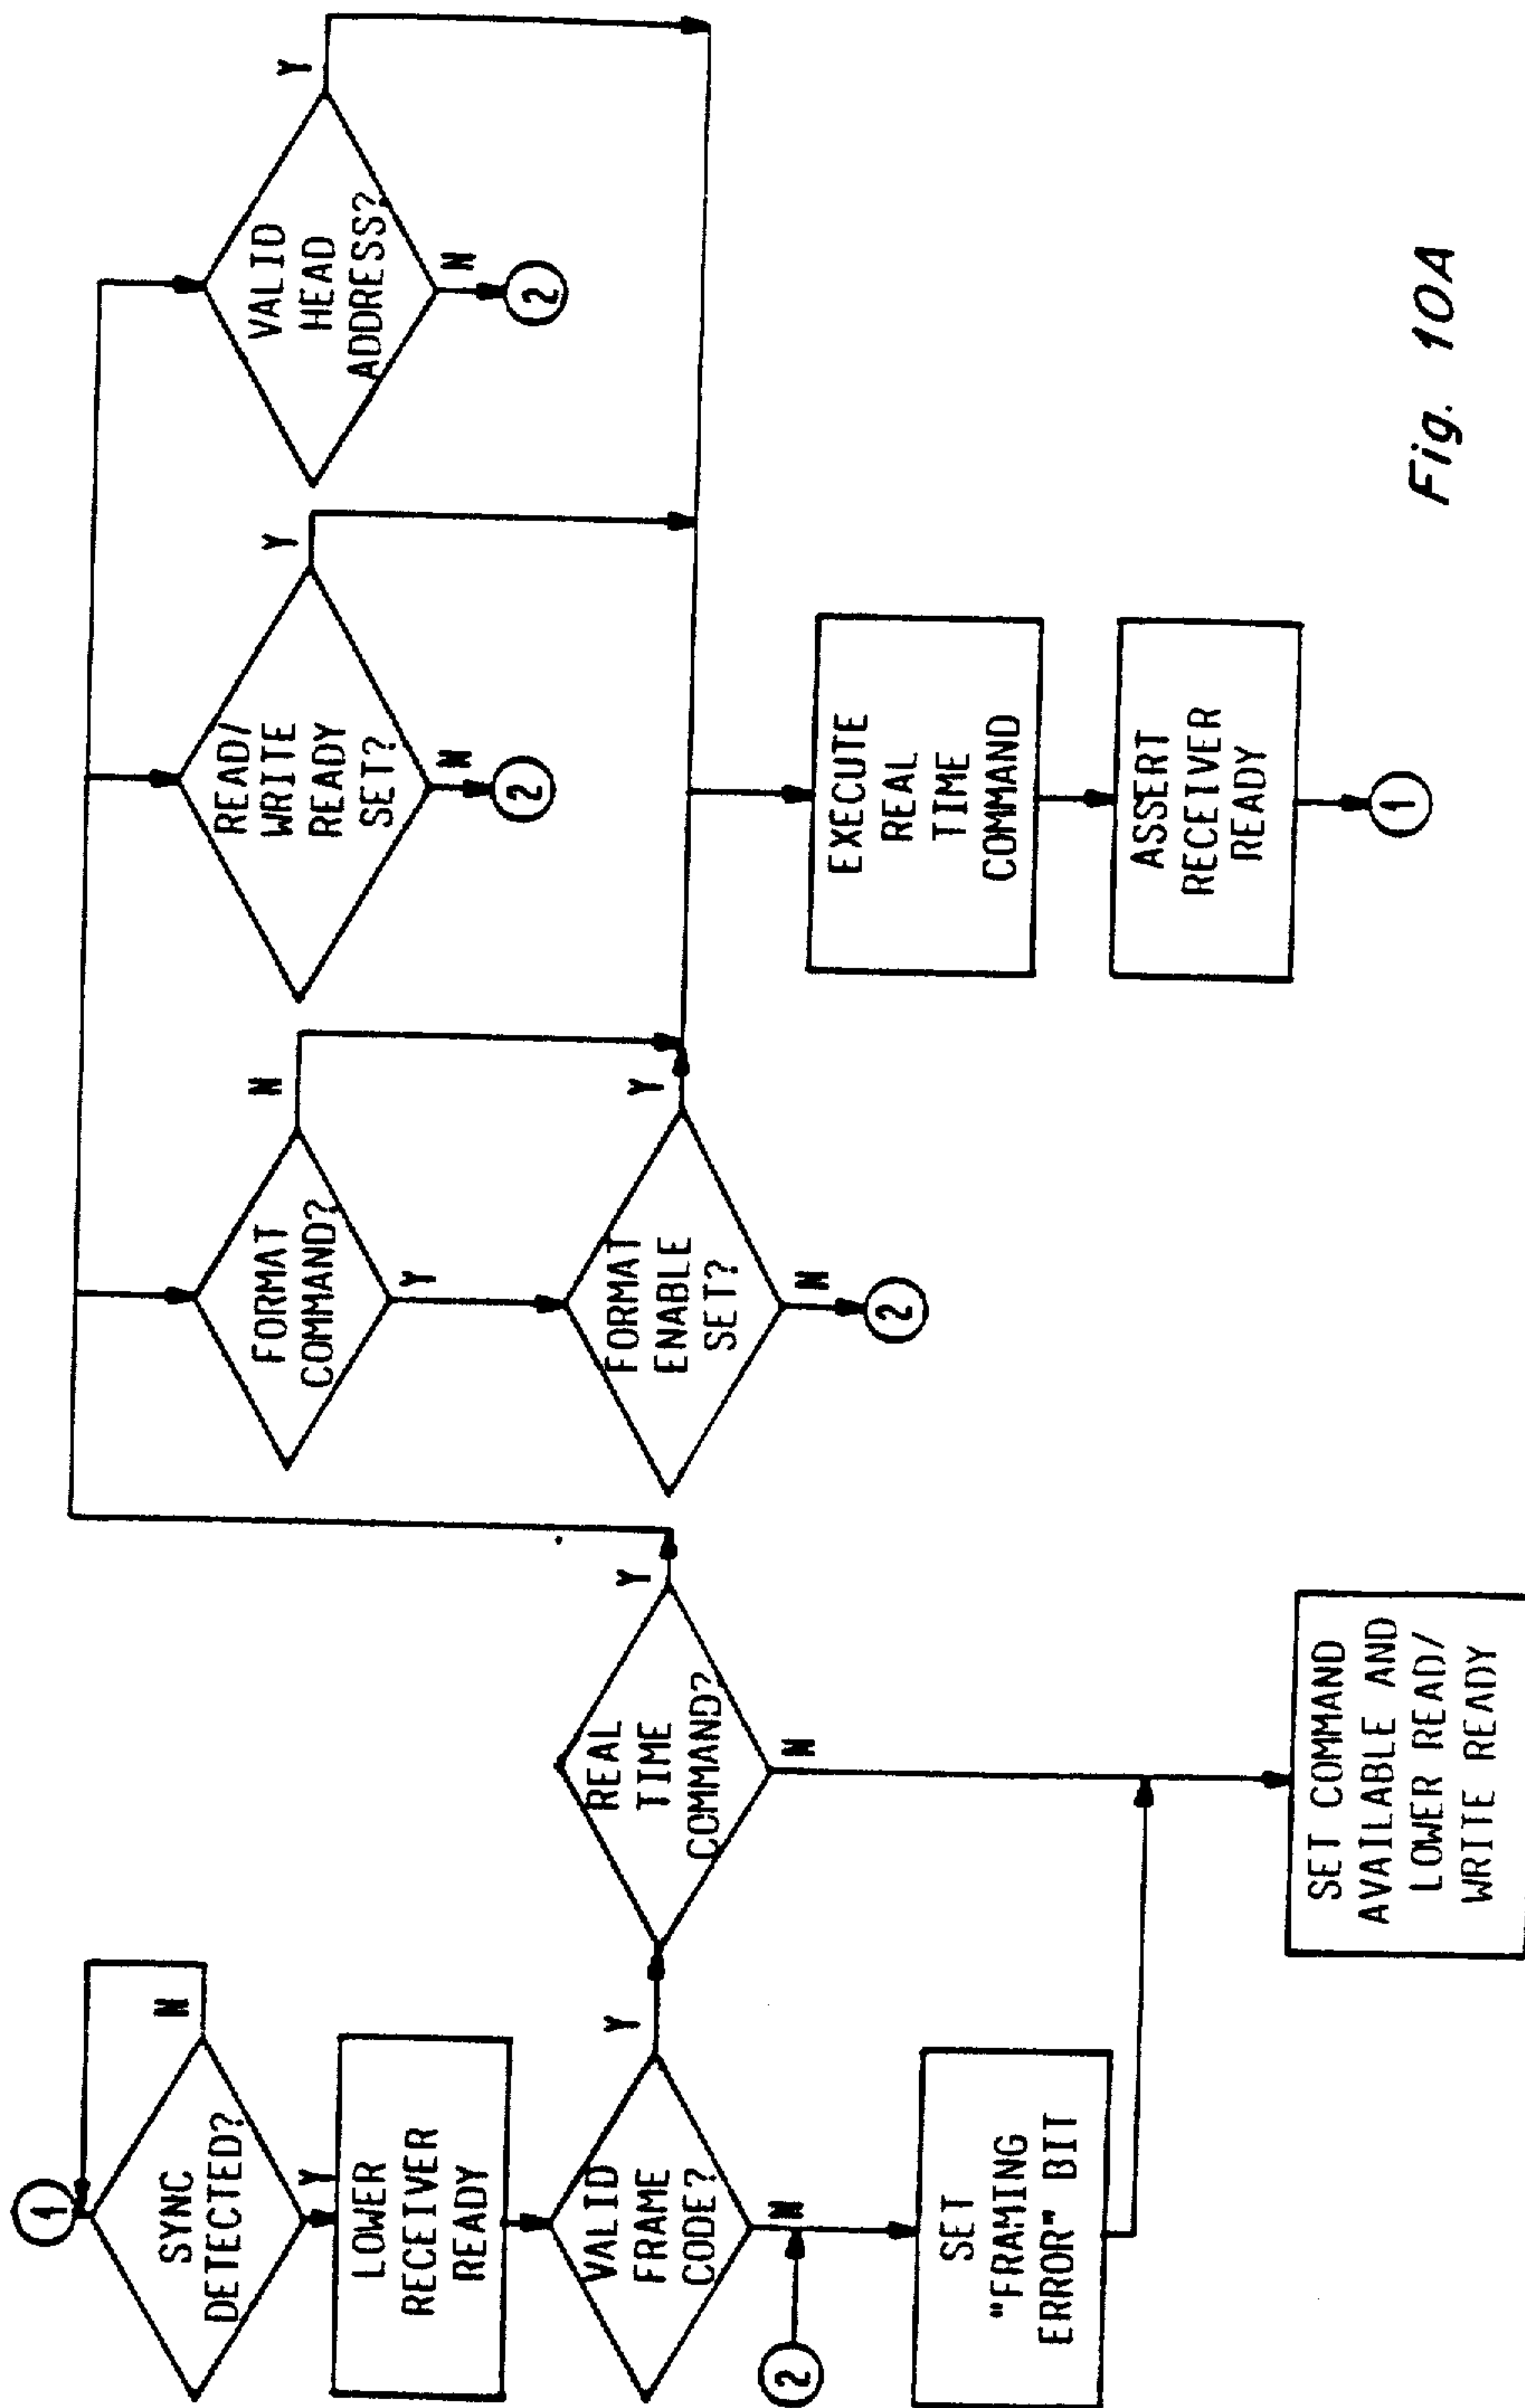 1
SYNC
DETECTED?
N
Y
LOWER
RECEIVER
READY
VALID
FRAME
CODE?
Y
N
2
SET
"FRAMING
ERROR" BIT
REAL
TIME
COMMAND?
Y
N
SET COMMAND
AVAILABLE AND
LOWER READ/
WRITE READY
FORMAT
COMMAND?
N
Y
FORMAT
ENABLE
SET?
Y
N
2
READ/
WRITE
READY
SET?
Y
N
2
EXECUTE
REAL
TIME
COMMAND
ASSERT
RECEIVER
READY
1
VALID
HEAD
ADDRESS?
Y
N
2
Fig. 10A